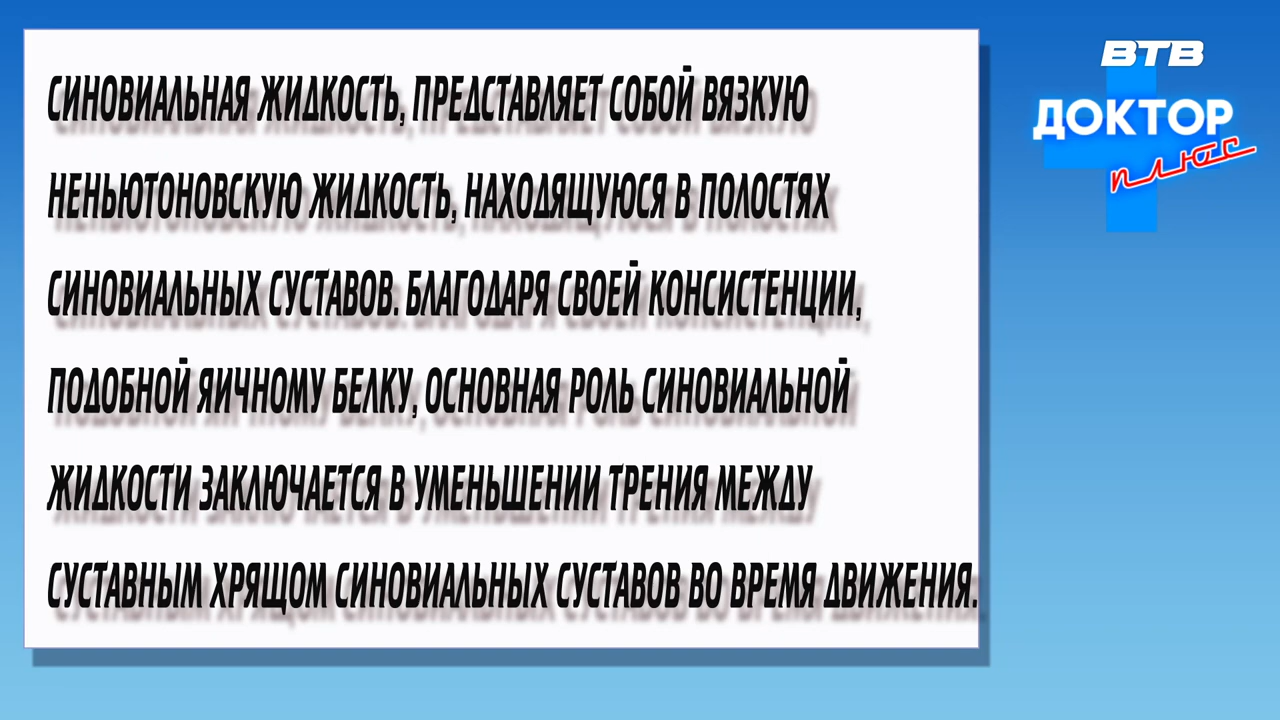 СИНОВИАЛЬНАЯ ЖИДКОСТЬ, ПРЕДСТАВЛЯЕТ СОБОЙ ВЯЗКУЮ
НЕНЬЮТОНОВСКУЮ ЖИДКОСТЬ, НАХОДЯЩУЮСЯ В ПОЛОСТЯХ
СИНОВИАЛЬНЫХ СУСТАВОВ. БЛАГОДАРЯ СВОЕЙ КОНСИСТЕНЦИИ,
ПОДОБНОЙ ЯИЧНОМУ БЕЛКУ, ОСНОВНАЯ РОЛЬ СИНОВИАЛЬНОЙ
ЖИДКОСТИ ЗАКЛЮЧАЕТСЯ В УМЕНЬШЕНИИ ТРЕНИЯ МЕЖДУ
СУСТАВНЫМ ХРЯЩОМ СИНОВИАЛЬНЫХ СУСТАВОВ ВО ВРЕМЯ ДВИЖЕНИЯ.
ВТВ
ДОКТОР
плюс